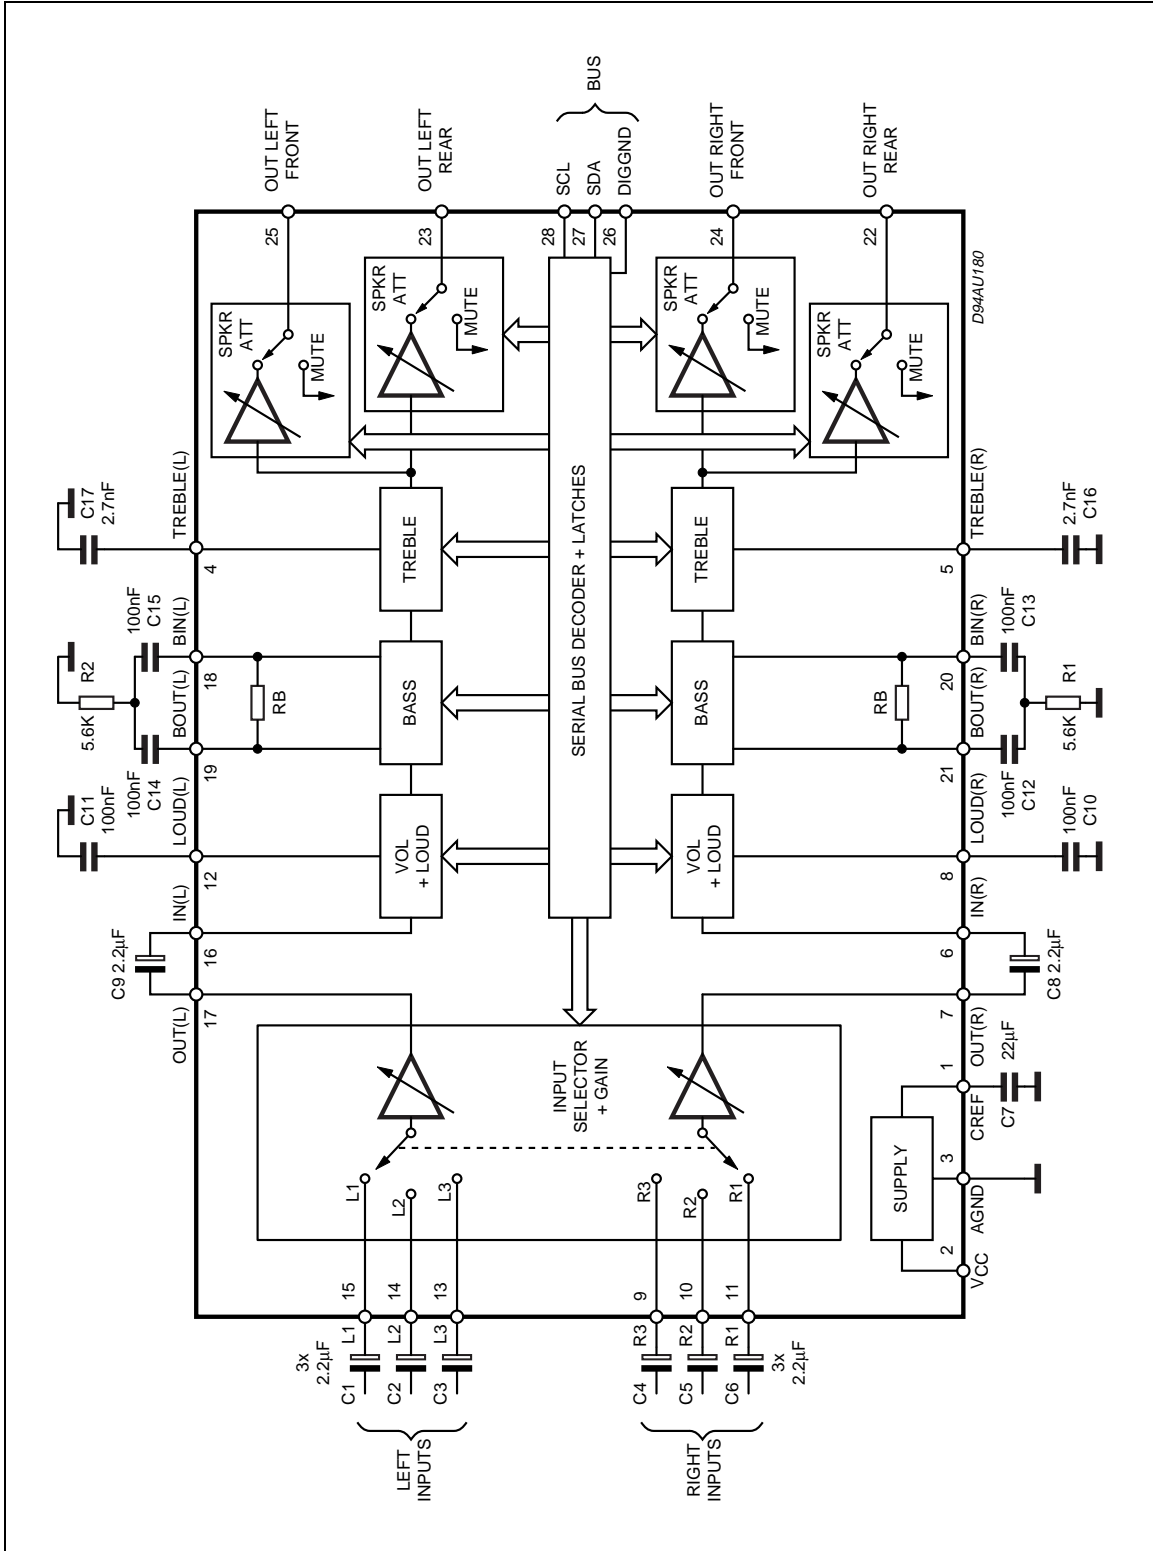 LEFT
INPUTS
3x
2.2µF
C1
L1
15
L1
C2
L2
14
L2
C3
L3
13
L3
RIGHT
INPUTS
C4
R3
9
R3
C5
R2
10
R2
C6
R1
11
R1
3x
2.2µF
INPUT
SELECTOR
+ GAIN
OUT(L)
17
C9 2.2µF
16
IN(L)
12
LOUD(L)
C11
100nF
19
BOUT(L)
100nF
C14
5.6K
R2
18
BIN(L)
100nF
C15
RB
4
TREBLE(L)
C17
2.7nF
VOL
+ LOUD
BASS
TREBLE
SPKR
ATT
MUTE
25
OUT LEFT
FRONT
SPKR
ATT
MUTE
23
OUT LEFT
REAR
SERIAL BUS DECODER + LATCHES
28
SCL
27
SDA
26
DIGGND
BUS
VOL
+ LOUD
BASS
TREBLE
SPKR
ATT
MUTE
24
OUT RIGHT
FRONT
SPKR
ATT
MUTE
22
OUT RIGHT
REAR
SUPPLY
2
VCC
3
AGND
1
CREF
C7
22µF
7
OUT(R)
C8 2.2µF
6
IN(R)
8
LOUD(R)
100nF
C10
21
BOUT(R)
100nF
C12
RB
5.6K
R1
20
BIN(R)
100nF
C13
5
TREBLE(R)
2.7nF
C16
D94AU180